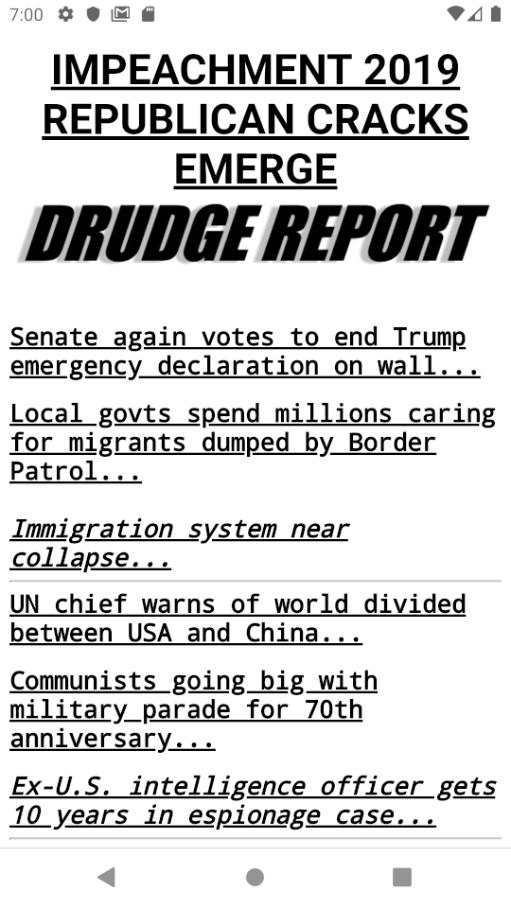 7:00
IMPEACHMENT 2019
REPUBLICAN CRACKS
EMERGE
DRUDGE REPORT
Senate again votes to end Trump
emergency declaration on wall...
Local govts spend millions caring
for migrants dumped by Border
Patrol...
Immigration system near
collapse...
UN chief warns of world divided
between USA and China...
Communists going big with
military parade for 70th
anniversary...
Ex-U.S. intelligence officer gets
10 years in espionage case...